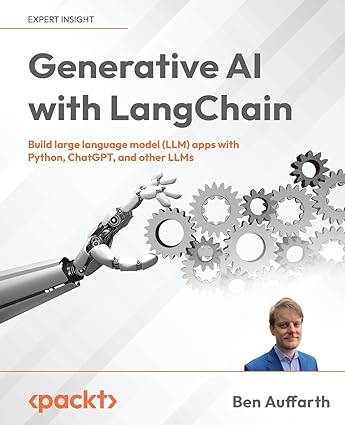 EXPERT INSIGHT
Generative AI
with LangChain
Build large language model (LLM) apps with
Python, ChatGPT, and other LLMs
<packt>
Ben Auffarth